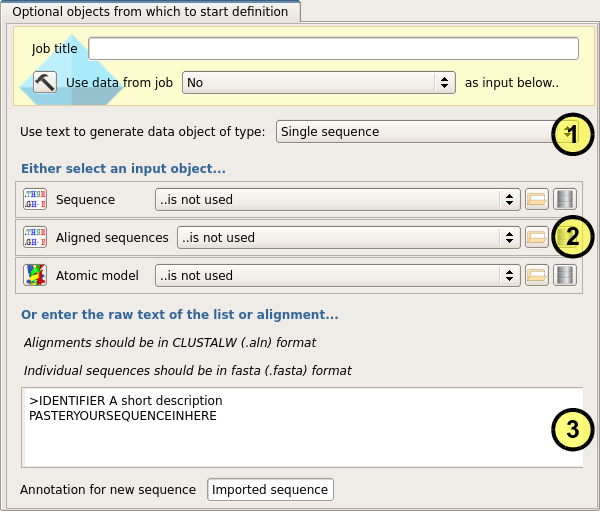 Optional objects from which to start definition
Job title
Use data from job No as input below..
Use text to generate data object of type: Single sequence 1
Either select an input object...
Sequence ..is not used
Aligned sequences ..is not used 2
Atomic model ..is not used
Or enter the raw text of the list or alignment...
Alignments should be in CLUSTALW (.aln) format
Individual sequences should be in fasta (.fasta) format
>IDENTIFIER A short description
PASTERYOURSEQUENCEINHERE
3
Annotation for new sequence Imported sequence